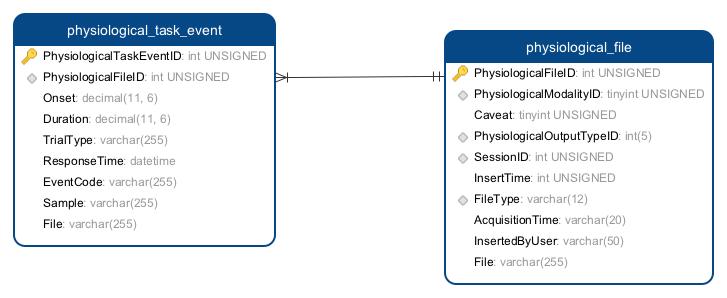 physiological_task_event
PhysiologicalTaskEventID: int UNSIGNED
PhysiologicalFileID: int UNSIGNED
Onset: decimal(11, 6)
Duration: decimal(11, 6)
TrialType: varchar(255)
ResponseTime: datetime
EventCode: varchar(255)
Sample: varchar(255)
File: varchar(255)
physiological_file
PhysiologicalFileID: int UNSIGNED
PhysiologicalModalityID: tinyint UNSIGNED
Caveat: tinyint UNSIGNED
PhysiologicalOutputTypeID: int(5)
SessionID: int UNSIGNED
InsertTime: int UNSIGNED
FileType: varchar(12)
AcquisitionTime: varchar(20)
InsertedByUser: varchar(50)
File: varchar(255)